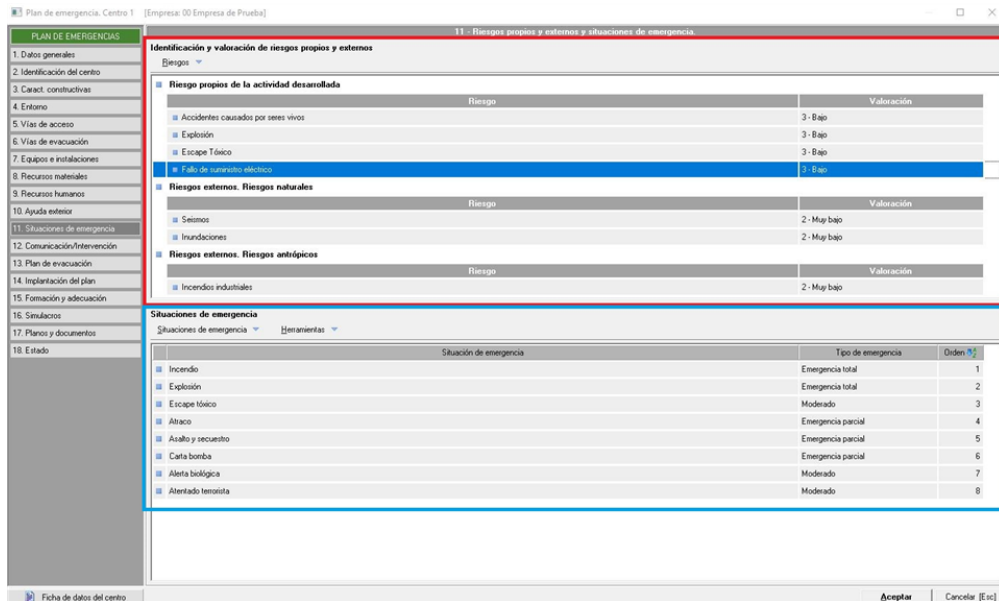 Plan de emergencia. Centro 1 [Empresa: 00 Empresa de Prueba]
PLAN DE EMERGENCIAS
1. Datos generales
2. Identificación del centro
3. Caract. constructivas
4. Entorno
5. Vías de acceso
6. Vías de evacuación
7. Equipos e instalaciones
8. Recursos materiales
9. Recursos humanos
10. Ayuda exterior
11. Situaciones de emergencia
12. Comunicación/Intervención
13. Plan de evacuación
14. Implantación del plan
15. Formación y adecuación
16. Simulacros
17. Planos y documentos
18. Estado
Ficha de datos del centro
11 - Riesgos propios y externos y situaciones de emergencia.
Identificación y valoración de riesgos propios y externos
Riesgos
Riesgo propios de la actividad desarrollada
Riesgo Valoración
Accidentes causados por seres vivos 3 - Bajo
Explosión 3 - Bajo
Escape Tóxico 3 - Bajo
Fallo de suministro eléctrico 3 - Bajo
Riesgos externos. Riesgos naturales
Riesgo Valoración
Seismos 2 - Muy bajo
Inundaciones 2 - Muy bajo
Riesgos externos. Riesgos antrópicos
Riesgo Valoración
Incendios industriales 2 - Muy bajo
Situaciones de emergencia
Situaciones de emergencia Herramientas
Situación de emergencia Tipo de emergencia Orden
Incendio Emergencia total 1
Explosión Emergencia total 2
Escape tóxico Moderado 3
Atraco Emergencia parcial 4
Asalto y secuestro Emergencia parcial 5
Carta bomba Emergencia parcial 6
Alerta biológica Moderado 7
Atentado terrorista Moderado 8
Aceptar Cancelar [Esc]